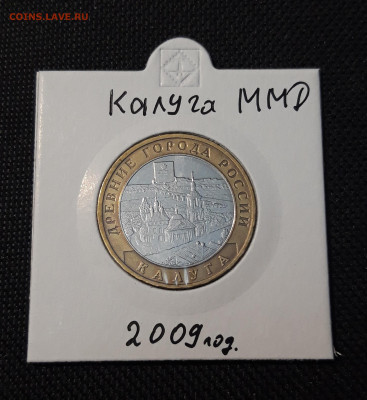 COINS.LAVE.RU
Калуга ММД
ДРЕВНИЕ ГОРОДА РОССИИ
КАЛУГА
2009 год.